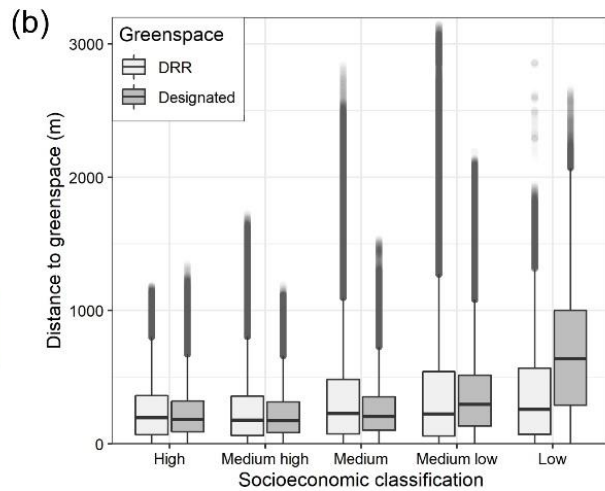 (b)
Greenspace
DRR
Designated
Distance to greenspace (m)
3000
2000
1000
0
High
Medium high
Medium
Medium low
Low
Socioeconomic classification